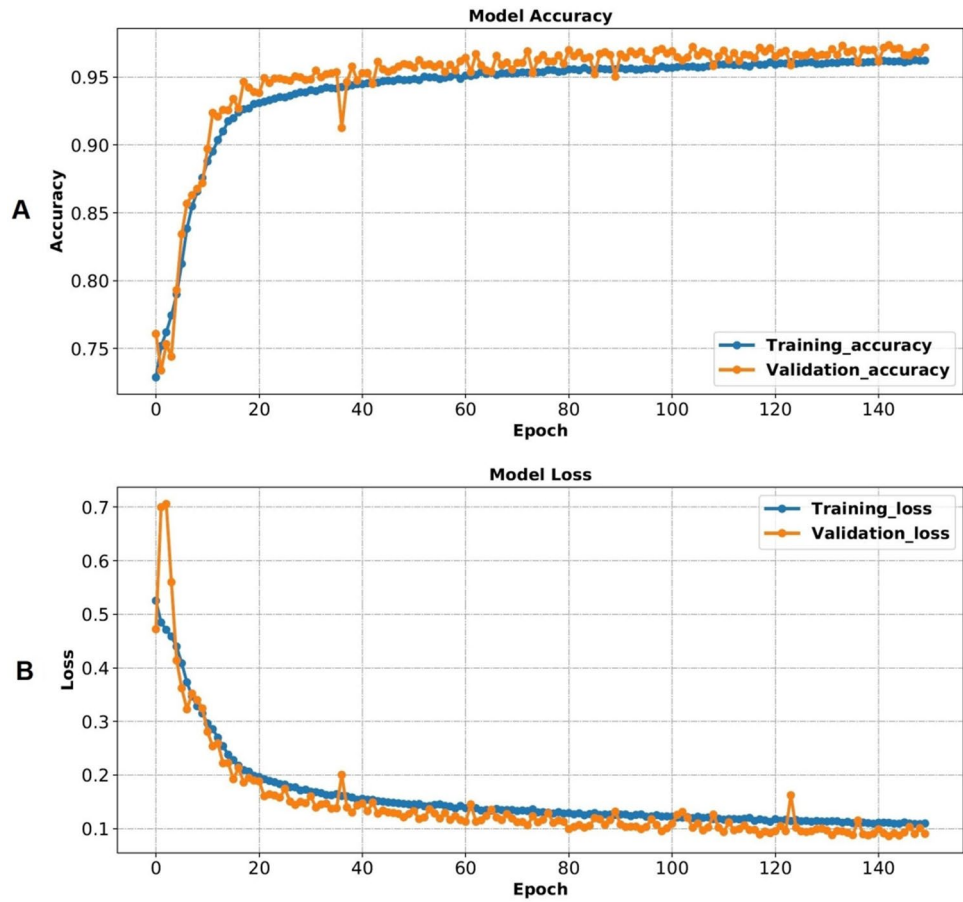 Model Accuracy
A
Accuracy
0.95
0.90
0.85
0.80
0.75
Training_accuracy
Validation_accuracy
0 20 40 60 80 100 120 140
Epoch
Model Loss
B
Loss
0.7
0.6
0.5
0.4
0.3
0.2
0.1
Training_loss
Validation_loss
0 20 40 60 80 100 120 140
Epoch